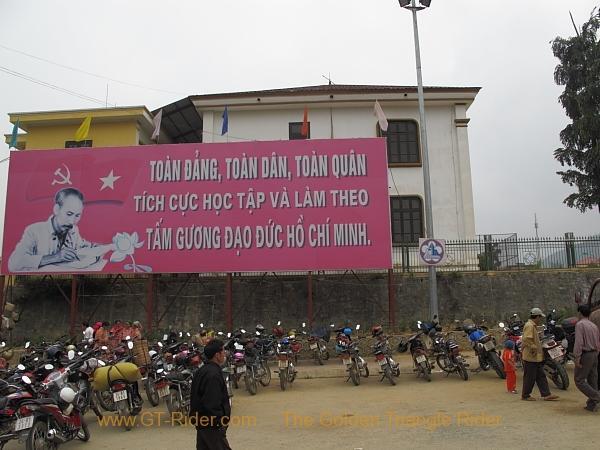 TOÀN ĐẢNG, TOÀN DÂN, TOÀN QUÂN
TÍCH CỰC HỌC TẬP VÀ LÀM THEO
TẤM GƯƠNG ĐẠO ĐỨC HỒ CHÍ MINH.
www.GT-Rider.com The Golden Triangle Rider